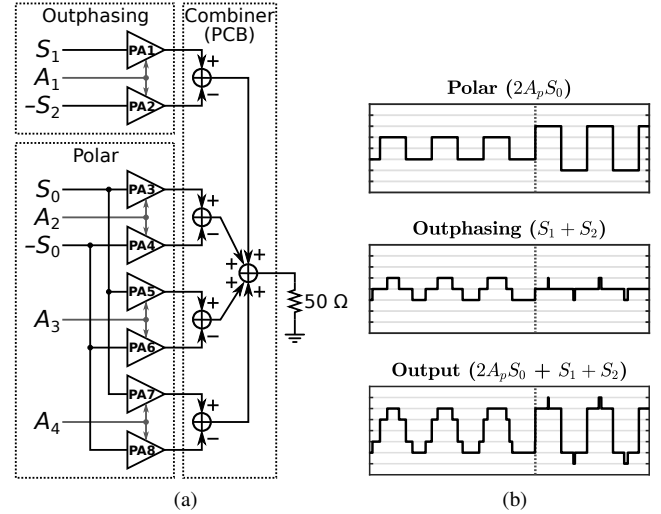 Outphasing
Combiner
(PCB)
S1
A1
–S2
PA1
PA2
+
−
Polar
S0
A2
–S0
A3
A4
PA3
PA4
PA5
PA6
PA7
PA8
+
−
+
−
+
−
+
+
+
+
+
+
50 Ω
(a)
Polar (2ApS0)
Outphasing (S1 + S2)
Output (2ApS0 + S1 + S2)
(b)